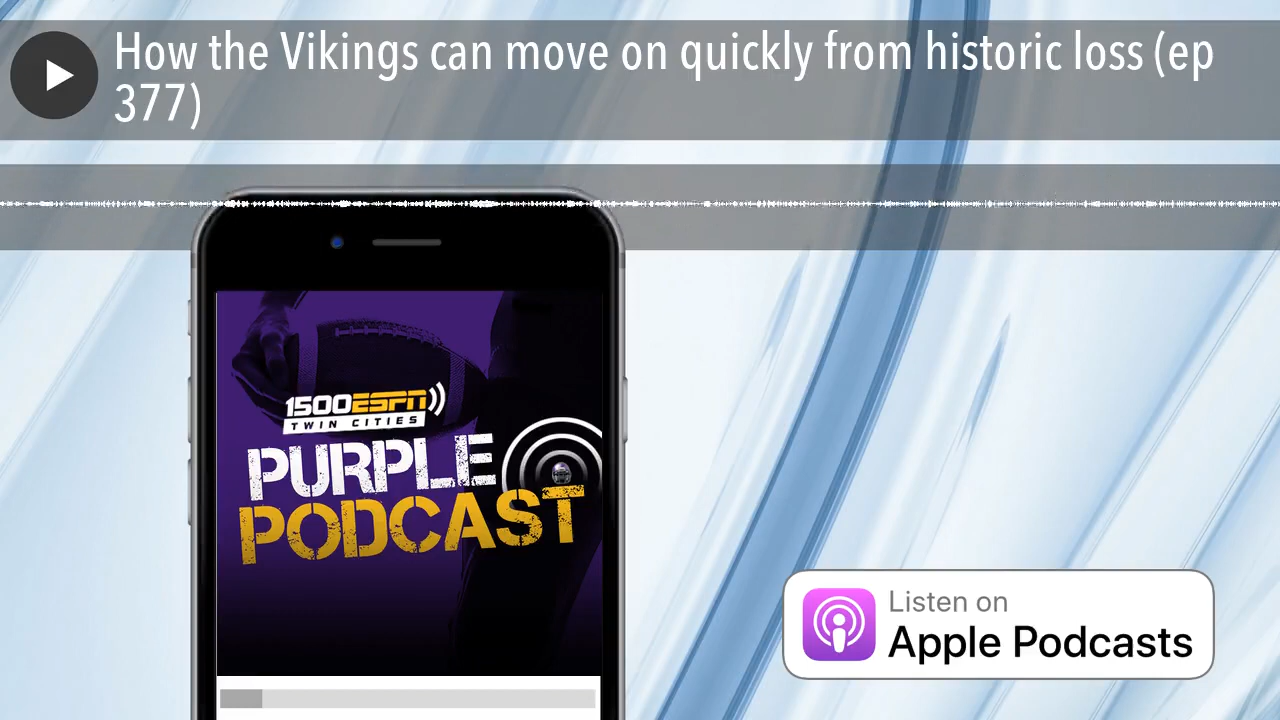 How the Vikings can move on quickly from historic loss (ep
377)
1500ESPN
TWIN CITIES
PURPLE
PODCAST
Listen on
Apple Podcasts